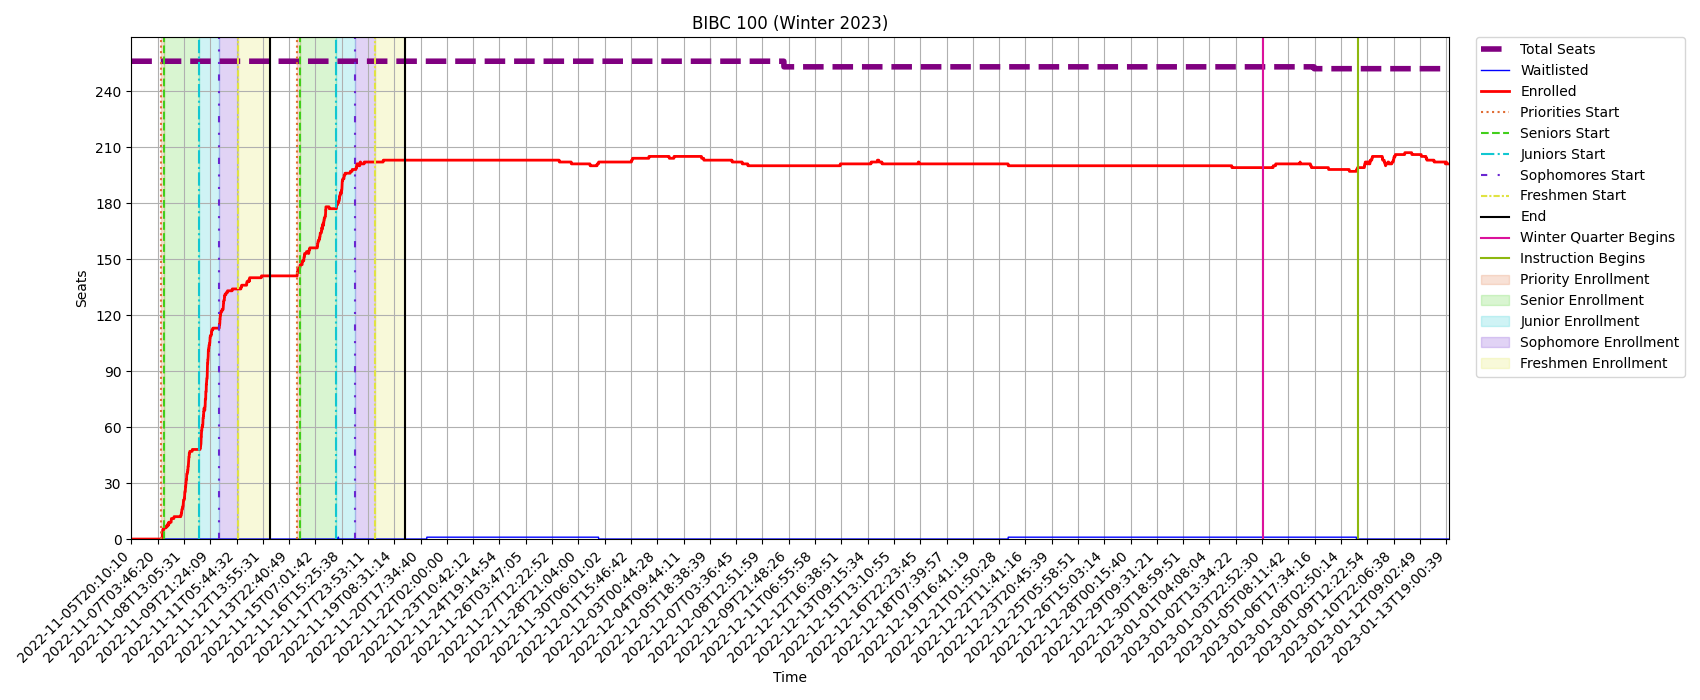 BIBC 100 (Winter 2023)
Seats
240
210
180
150
120
90
60
30
0
2022-11-05T20:10:10
2022-11-07T03:46:20
2022-11-08T13:05:31
2022-11-09T21:24:09
2022-11-11T05:44:32
2022-11-12T13:55:31
2022-11-13T22:40:49
2022-11-15T07:01:42
2022-11-16T15:25:38
2022-11-17T23:53:11
2022-11-19T08:31:14
2022-11-20T17:34:40
2022-11-22T02:00:00
2022-11-23T10:42:12
2022-11-24T19:14:54
2022-11-26T03:47:05
2022-11-27T12:22:52
2022-11-28T21:04:00
2022-11-30T06:01:02
2022-12-01T15:46:42
2022-12-03T00:44:28
2022-12-04T09:44:11
2022-12-05T18:38:39
2022-12-07T03:36:45
2022-12-08T12:51:59
2022-12-09T21:48:26
2022-12-11T06:55:58
2022-12-12T16:38:51
2022-12-13T09:15:34
2022-12-15T13:10:55
2022-12-16T22:23:45
2022-12-18T07:39:57
2022-12-19T16:41:19
2022-12-21T01:50:28
2022-12-22T11:41:16
2022-12-23T20:45:39
2022-12-25T05:58:51
2022-12-26T15:03:14
2022-12-28T00:15:40
2022-12-29T09:31:21
2022-12-30T18:59:51
2023-01-01T04:08:04
2023-01-02T13:34:22
2023-01-03T22:52:30
2023-01-05T08:11:42
2023-01-06T17:34:16
2023-01-08T02:50:14
2023-01-09T12:22:54
2023-01-10T22:06:38
2023-01-12T09:02:49
2023-01-13T19:00:39
Time
Total Seats
Waitlisted
Enrolled
Priorities Start
Seniors Start
Juniors Start
Sophomores Start
Freshmen Start
End
Winter Quarter Begins
Instruction Begins
Priority Enrollment
Senior Enrollment
Junior Enrollment
Sophomore Enrollment
Freshmen Enrollment